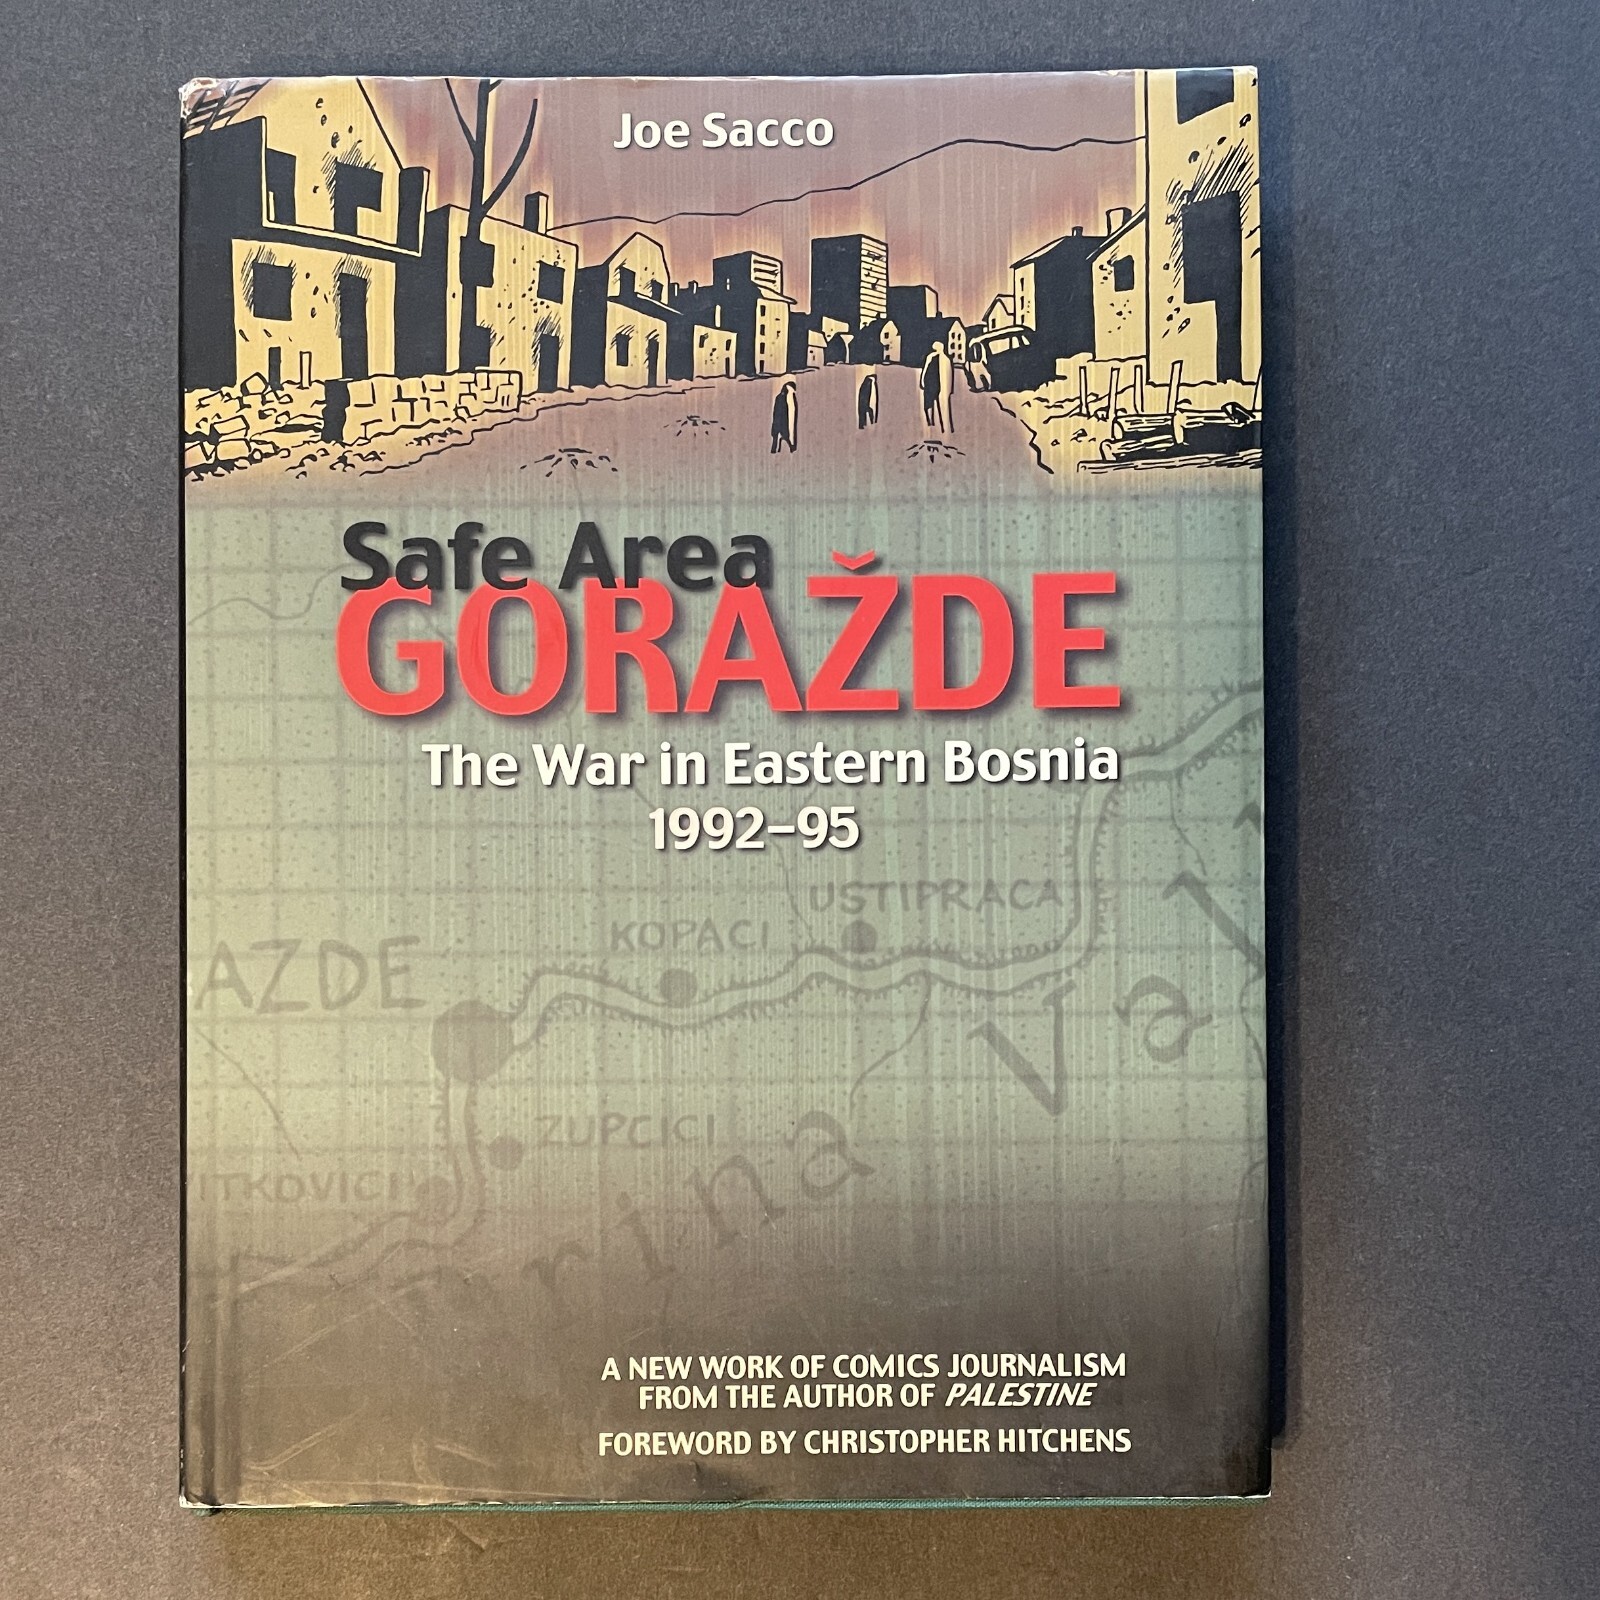 Joe Sacco
Safe Area
GORAŽDE
The War in Eastern Bosnia
1992–95
USTIPRACA
KOPACI
AZDE
Va
ZUPCICI
ITKOVICI
rina
A NEW WORK OF COMICS JOURNALISM
FROM THE AUTHOR OF PALESTINE
FOREWORD BY CHRISTOPHER HITCHENS